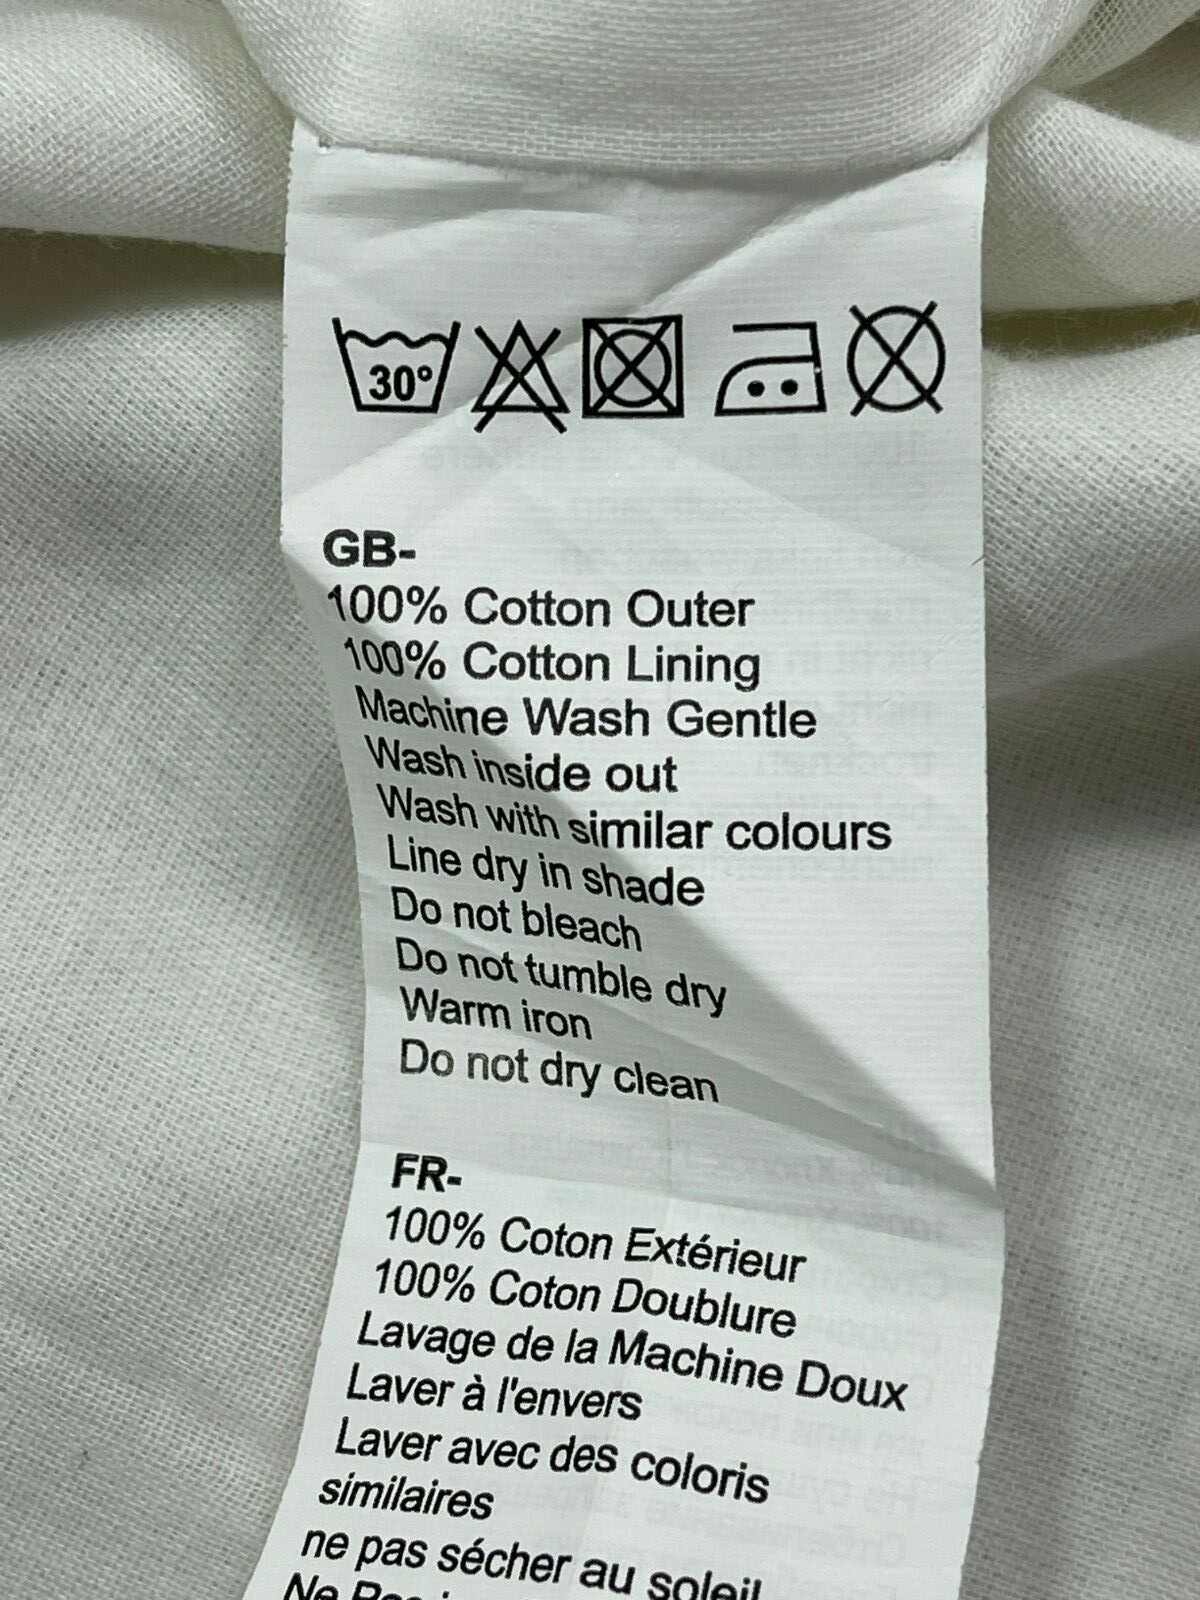 30°
GB-
100% Cotton Outer
100% Cotton Lining
Machine Wash Gentle
Wash inside out
Wash with similar colours
Line dry in shade
Do not bleach
Do not tumble dry
Warm iron
Do not dry clean
FR-
100% Coton Extérieur
100% Coton Doublure
Lavage de la Machine Doux
Laver à l'envers
Laver avec des coloris
similaires
ne pas sécher au soleil
Ne